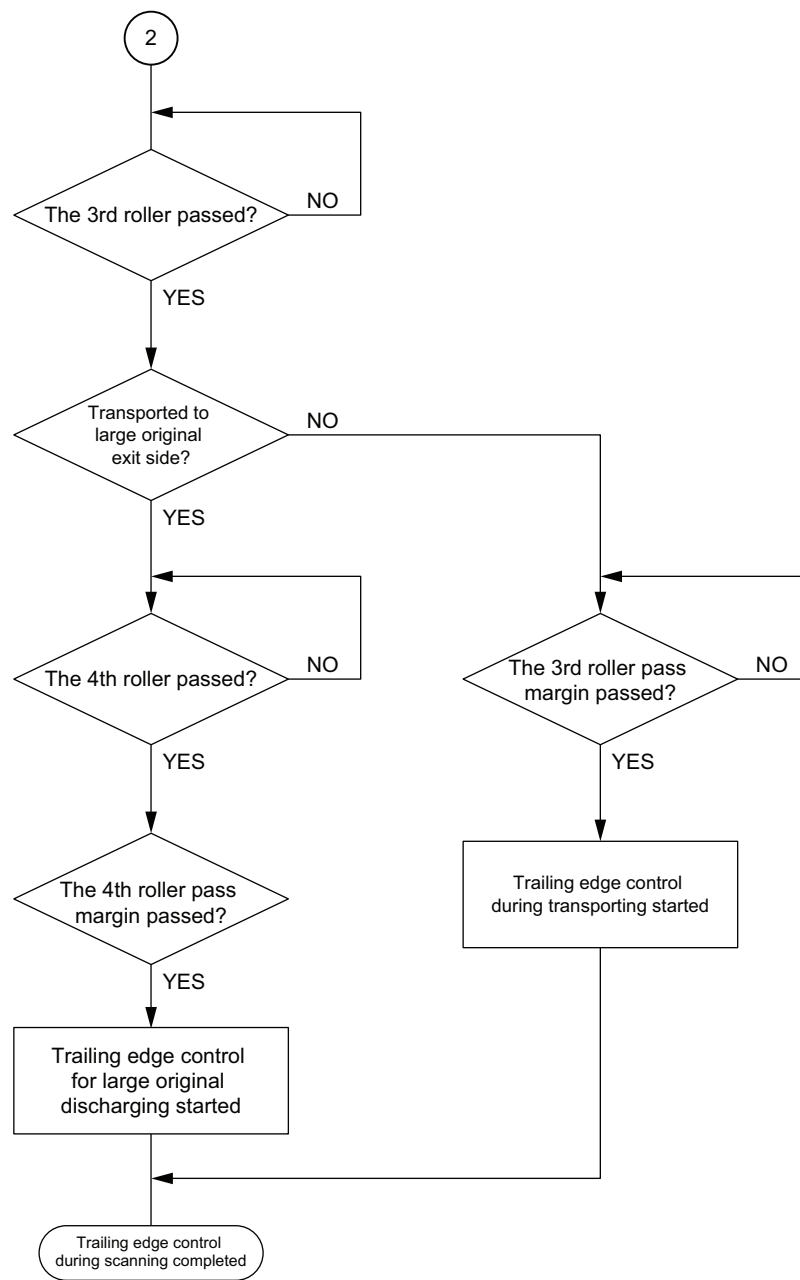 2
The 3rd roller passed?
NO
YES
Transported to
large original
exit side?
NO
YES
The 4th roller passed?
NO
YES
The 3rd roller pass
margin passed?
NO
YES
The 4th roller pass
margin passed?
YES
Trailing edge control
during transporting started
Trailing edge control
for large original
discharging started
Trailing edge control
during scanning completed